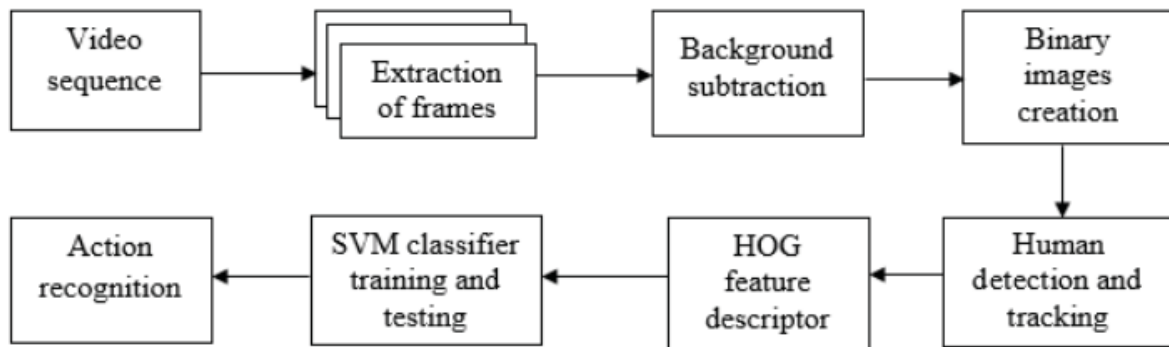 Video
sequence
Extraction
of frames
Background
subtraction
Binary
images
creation
Human
detection and
tracking
HOG
feature
descriptor
SVM classifier
training and
testing
Action
recognition